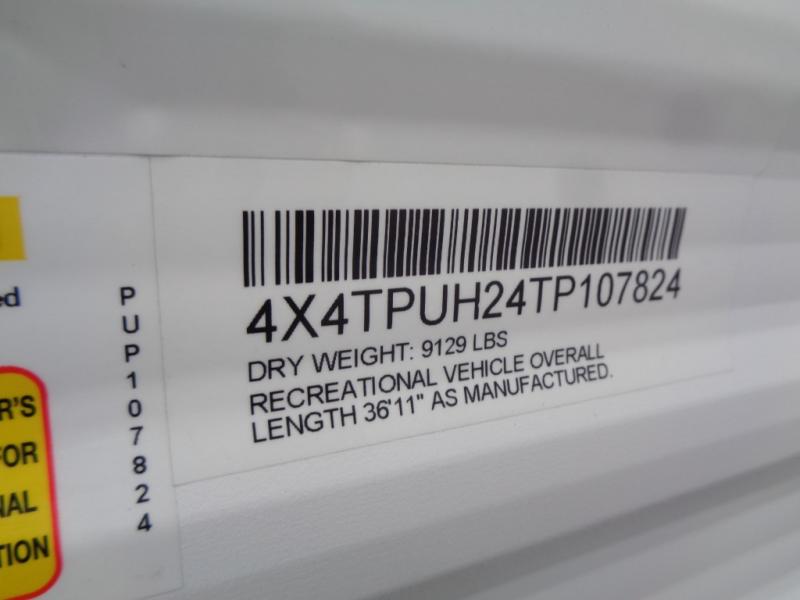 4X4TPUH24TP107824
DRY WEIGHT: 9129 LBS
RECREATIONAL VEHICLE OVERALL
LENGTH 36'11" AS MANUFACTURED.
PUP107824
ed
R'S
FOR
NAL
TION